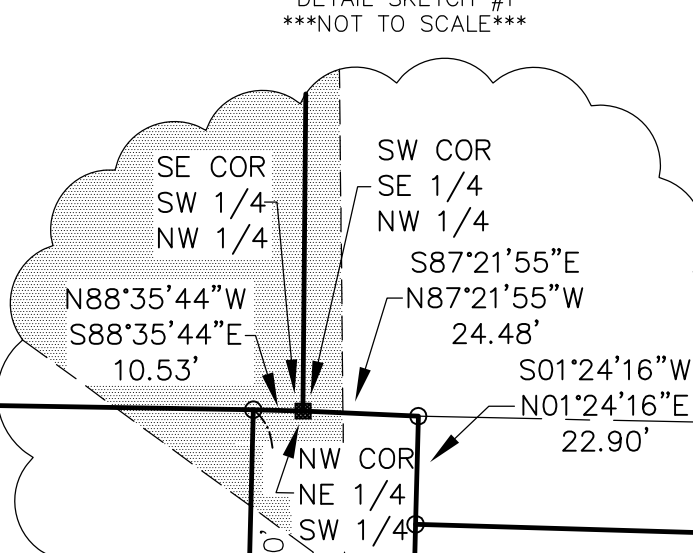 DETAIL SKETCH #1
***NOT TO SCALE***
SE COR
SW 1/4
NW 1/4
SW COR
SE 1/4
NW 1/4
S87°21'55"E
N87°21'55"W
24.48'
N88°35'44"W
S88°35'44"E
10.53'
S01°24'16"W
N01°24'16"E
22.90'
NW COR
NE 1/4
SW 1/4